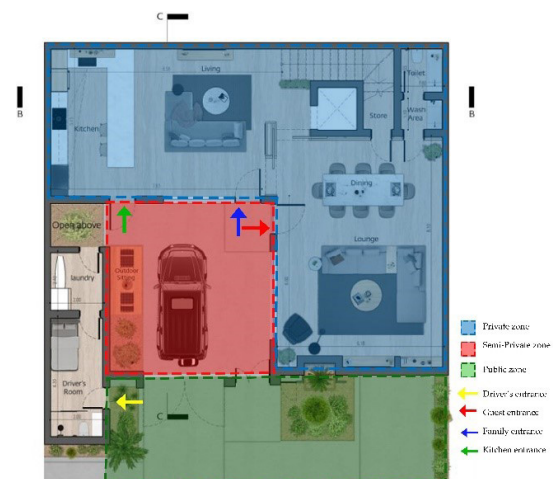 C
Living
Toilet
B
B
Store
Wash
Area
Kitchen
Dining
Open above
Lounge
laundry
Outdoor
Sitting
Private zone
Semi-Private zone
Public zone
Driver's
Room
Driver's entrance
Guest entrance
C
Family entrance
Kitchen entrance